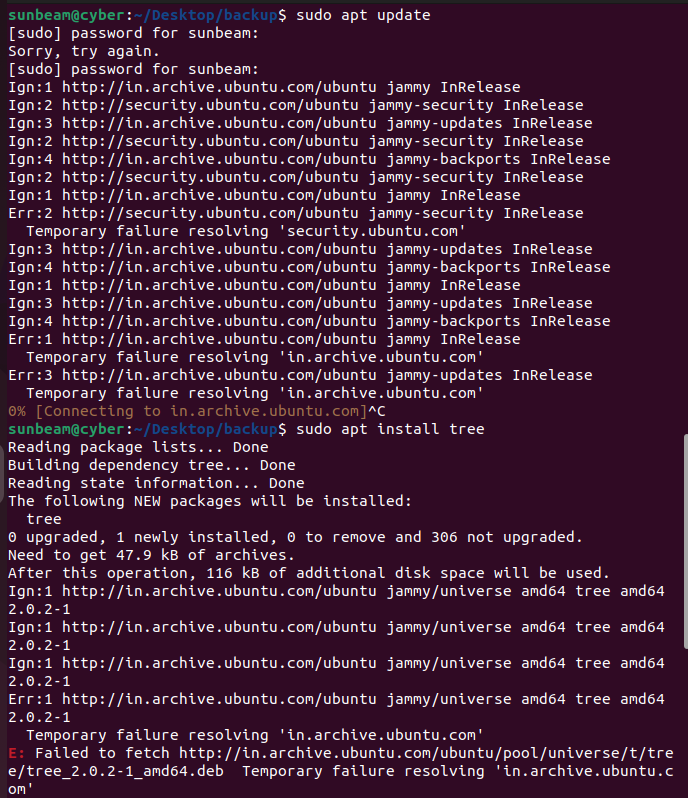 sunbeam@cyber:~/Desktop/backup$ sudo apt update
[sudo] password for sunbeam:
Sorry, try again.
[sudo] password for sunbeam:
Ign:1 http://in.archive.ubuntu.com/ubuntu jammy InRelease
Ign:2 http://security.ubuntu.com/ubuntu jammy-security InRelease
Ign:3 http://in.archive.ubuntu.com/ubuntu jammy-updates InRelease
Ign:2 http://security.ubuntu.com/ubuntu jammy-security InRelease
Ign:4 http://in.archive.ubuntu.com/ubuntu jammy-backports InRelease
Ign:2 http://security.ubuntu.com/ubuntu jammy-security InRelease
Ign:1 http://in.archive.ubuntu.com/ubuntu jammy InRelease
Err:2 http://security.ubuntu.com/ubuntu jammy-security InRelease
  Temporary failure resolving 'security.ubuntu.com'
Ign:3 http://in.archive.ubuntu.com/ubuntu jammy-updates InRelease
Ign:4 http://in.archive.ubuntu.com/ubuntu jammy-backports InRelease
Ign:1 http://in.archive.ubuntu.com/ubuntu jammy InRelease
Ign:3 http://in.archive.ubuntu.com/ubuntu jammy-updates InRelease
Ign:4 http://in.archive.ubuntu.com/ubuntu jammy-backports InRelease
Err:1 http://in.archive.ubuntu.com/ubuntu jammy InRelease
  Temporary failure resolving 'in.archive.ubuntu.com'
Err:3 http://in.archive.ubuntu.com/ubuntu jammy-updates InRelease
  Temporary failure resolving 'in.archive.ubuntu.com'
0% [Connecting to in.archive.ubuntu.com]^C
sunbeam@cyber:~/Desktop/backup$ sudo apt install tree
Reading package lists... Done
Building dependency tree... Done
Reading state information... Done
The following NEW packages will be installed:
  tree
0 upgraded, 1 newly installed, 0 to remove and 306 not upgraded.
Need to get 47.9 kB of archives.
After this operation, 116 kB of additional disk space will be used.
Ign:1 http://in.archive.ubuntu.com/ubuntu jammy/universe amd64 tree amd64
2.0.2-1
Ign:1 http://in.archive.ubuntu.com/ubuntu jammy/universe amd64 tree amd64
2.0.2-1
Ign:1 http://in.archive.ubuntu.com/ubuntu jammy/universe amd64 tree amd64
2.0.2-1
Err:1 http://in.archive.ubuntu.com/ubuntu jammy/universe amd64 tree amd64
2.0.2-1
  Temporary failure resolving 'in.archive.ubuntu.com'
E: Failed to fetch http://in.archive.ubuntu.com/ubuntu/pool/universe/t/tre
e/tree_2.0.2-1_amd64.deb  Temporary failure resolving 'in.archive.ubuntu.c
om'